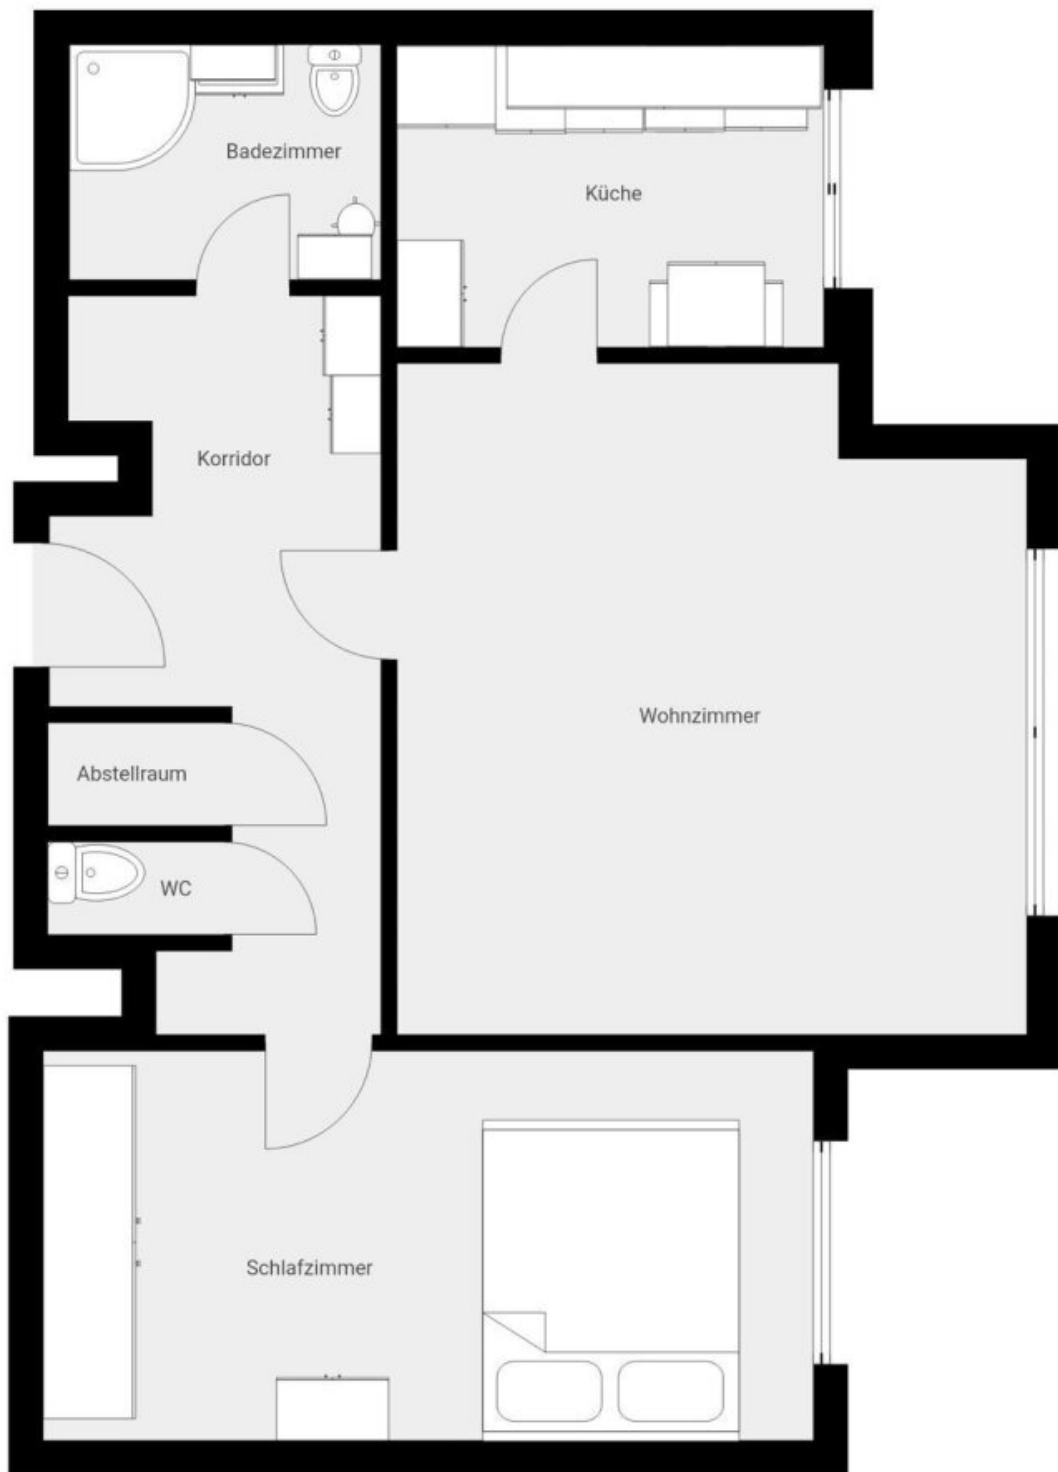 Badezimmer
Küche
Korridor
Wohnzimmer
Abstellraum
WC
Schlafzimmer